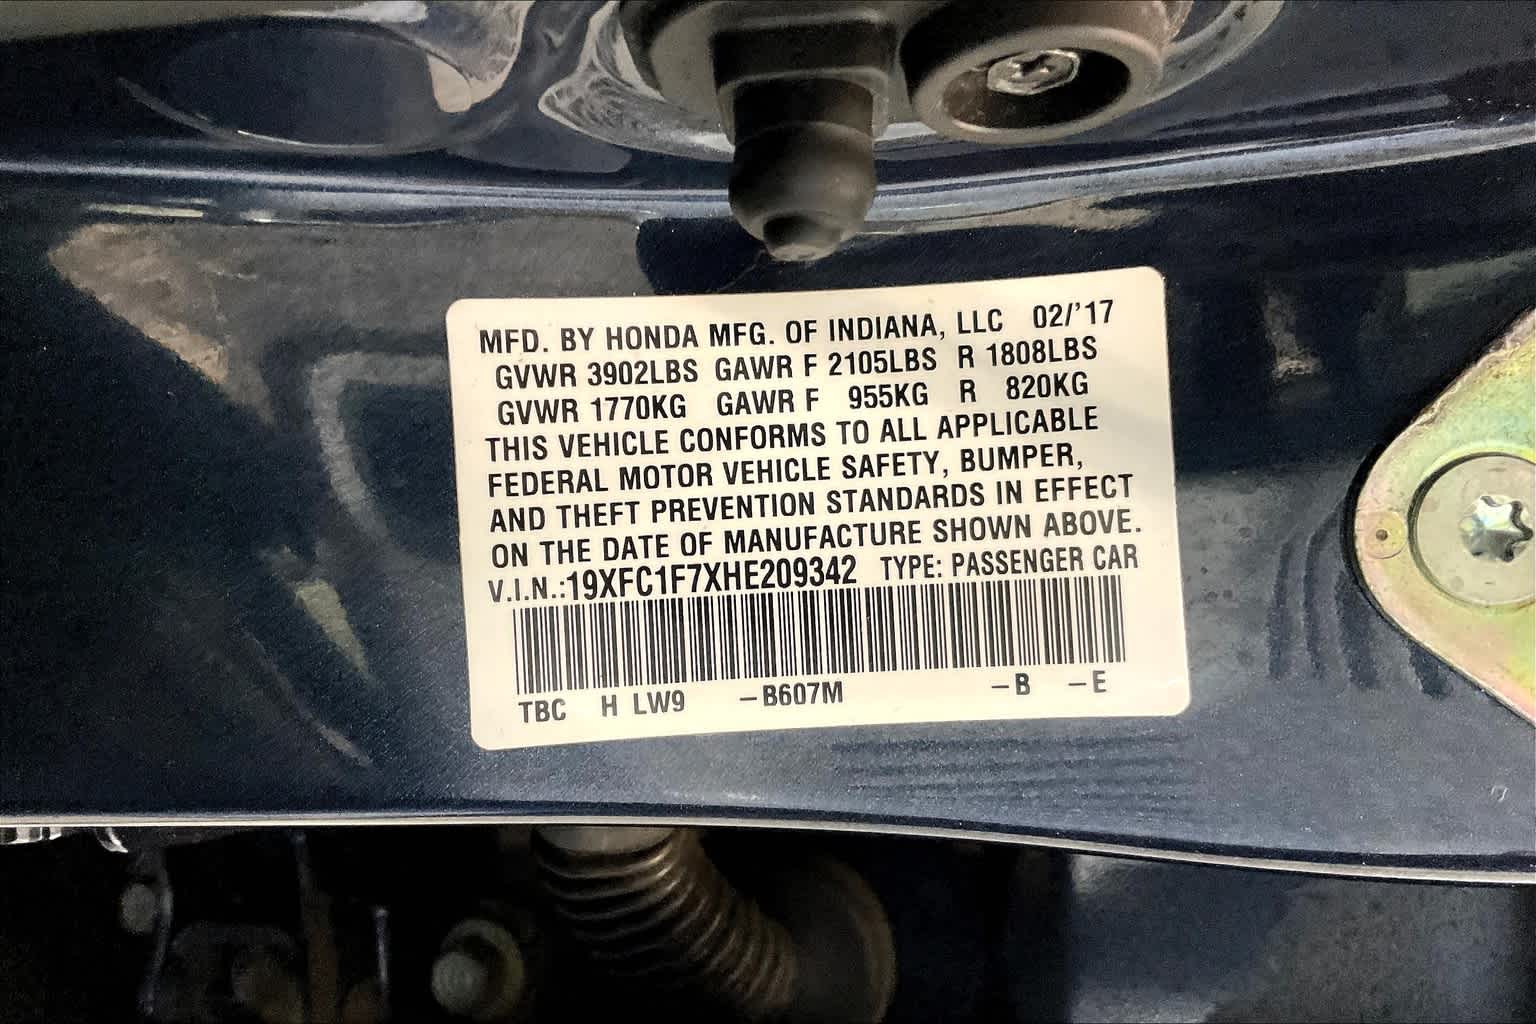 MFD. BY HONDA MFG. OF INDIANA, LLC 02/'17
GVWR 3902LBS GAWR F 2105LBS R 1808LBS
GVWR 1770KG GAWR F 955KG R 820KG
THIS VEHICLE CONFORMS TO ALL APPLICABLE
FEDERAL MOTOR VEHICLE SAFETY, BUMPER,
AND THEFT PREVENTION STANDARDS IN EFFECT
ON THE DATE OF MANUFACTURE SHOWN ABOVE.
V.I.N.:19XFC1F7XHE209342 TYPE: PASSENGER CAR
TBC H LW9 –B607M –B –E